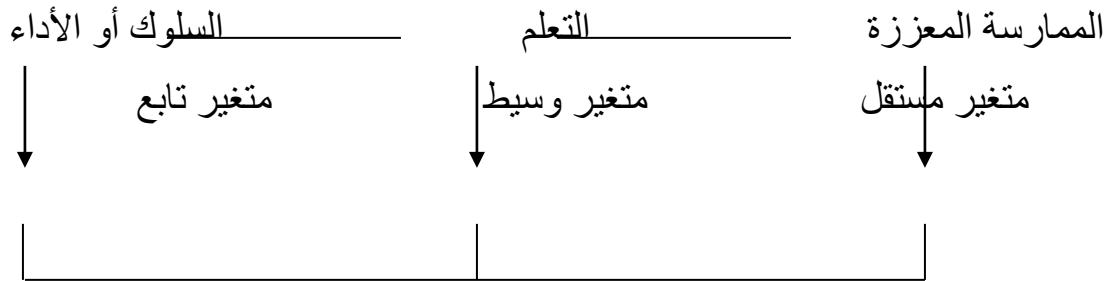 الممارسة المعززة التعلم السلوك أو الأداء
متغير مستقل متغير وسيط متغير تابع